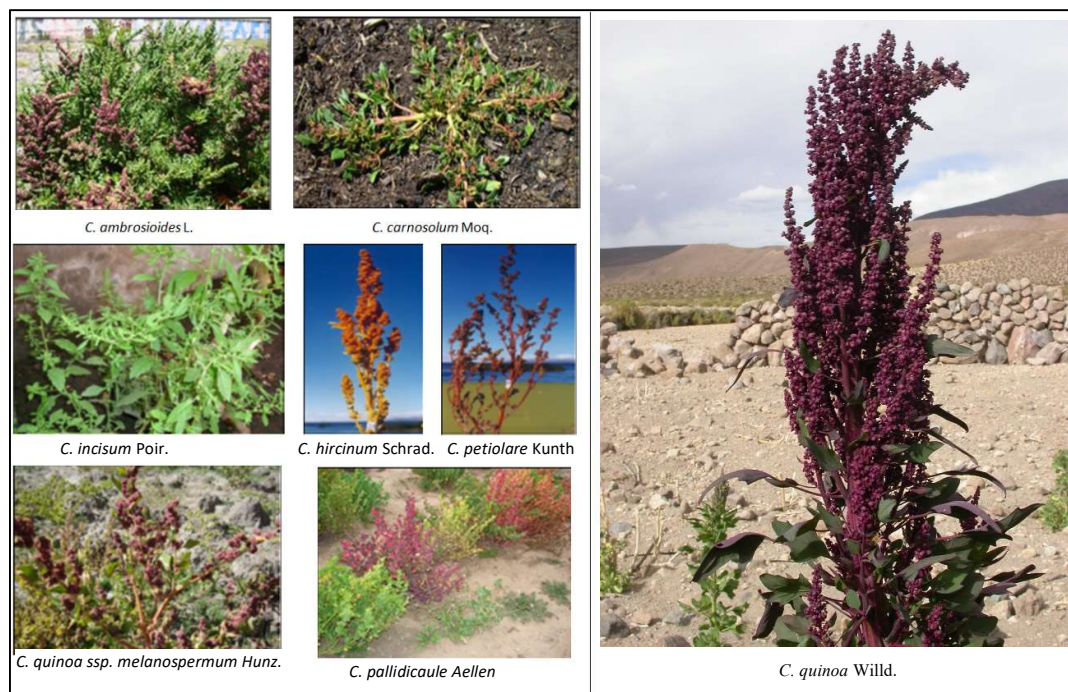 C. ambrosioides L.
C. carnosolum Moq.
C. incisum Poir.
C. hircinum Schrad.
C. petiolare Kunth
C. quinoa ssp. melanospermum Hunz.
C. pallidicaule Aellen
C. quinoa Willd.